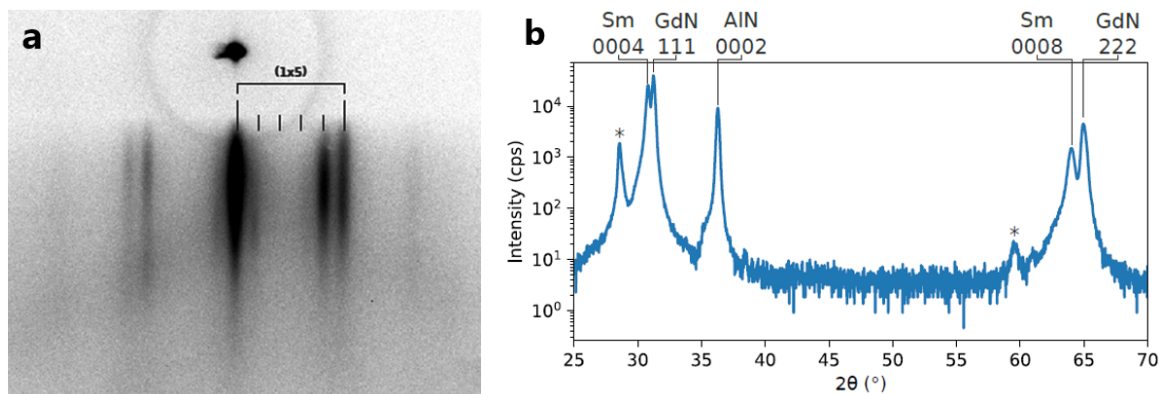 a
(1x5)
b
Sm GdN AlN Sm GdN
0004 111 0002 0008 222
*
*
Intensity (cps)
10⁴
10³
10²
10¹
10⁰
25 30 35 40 45 50 55 60 65 70
2θ (°)